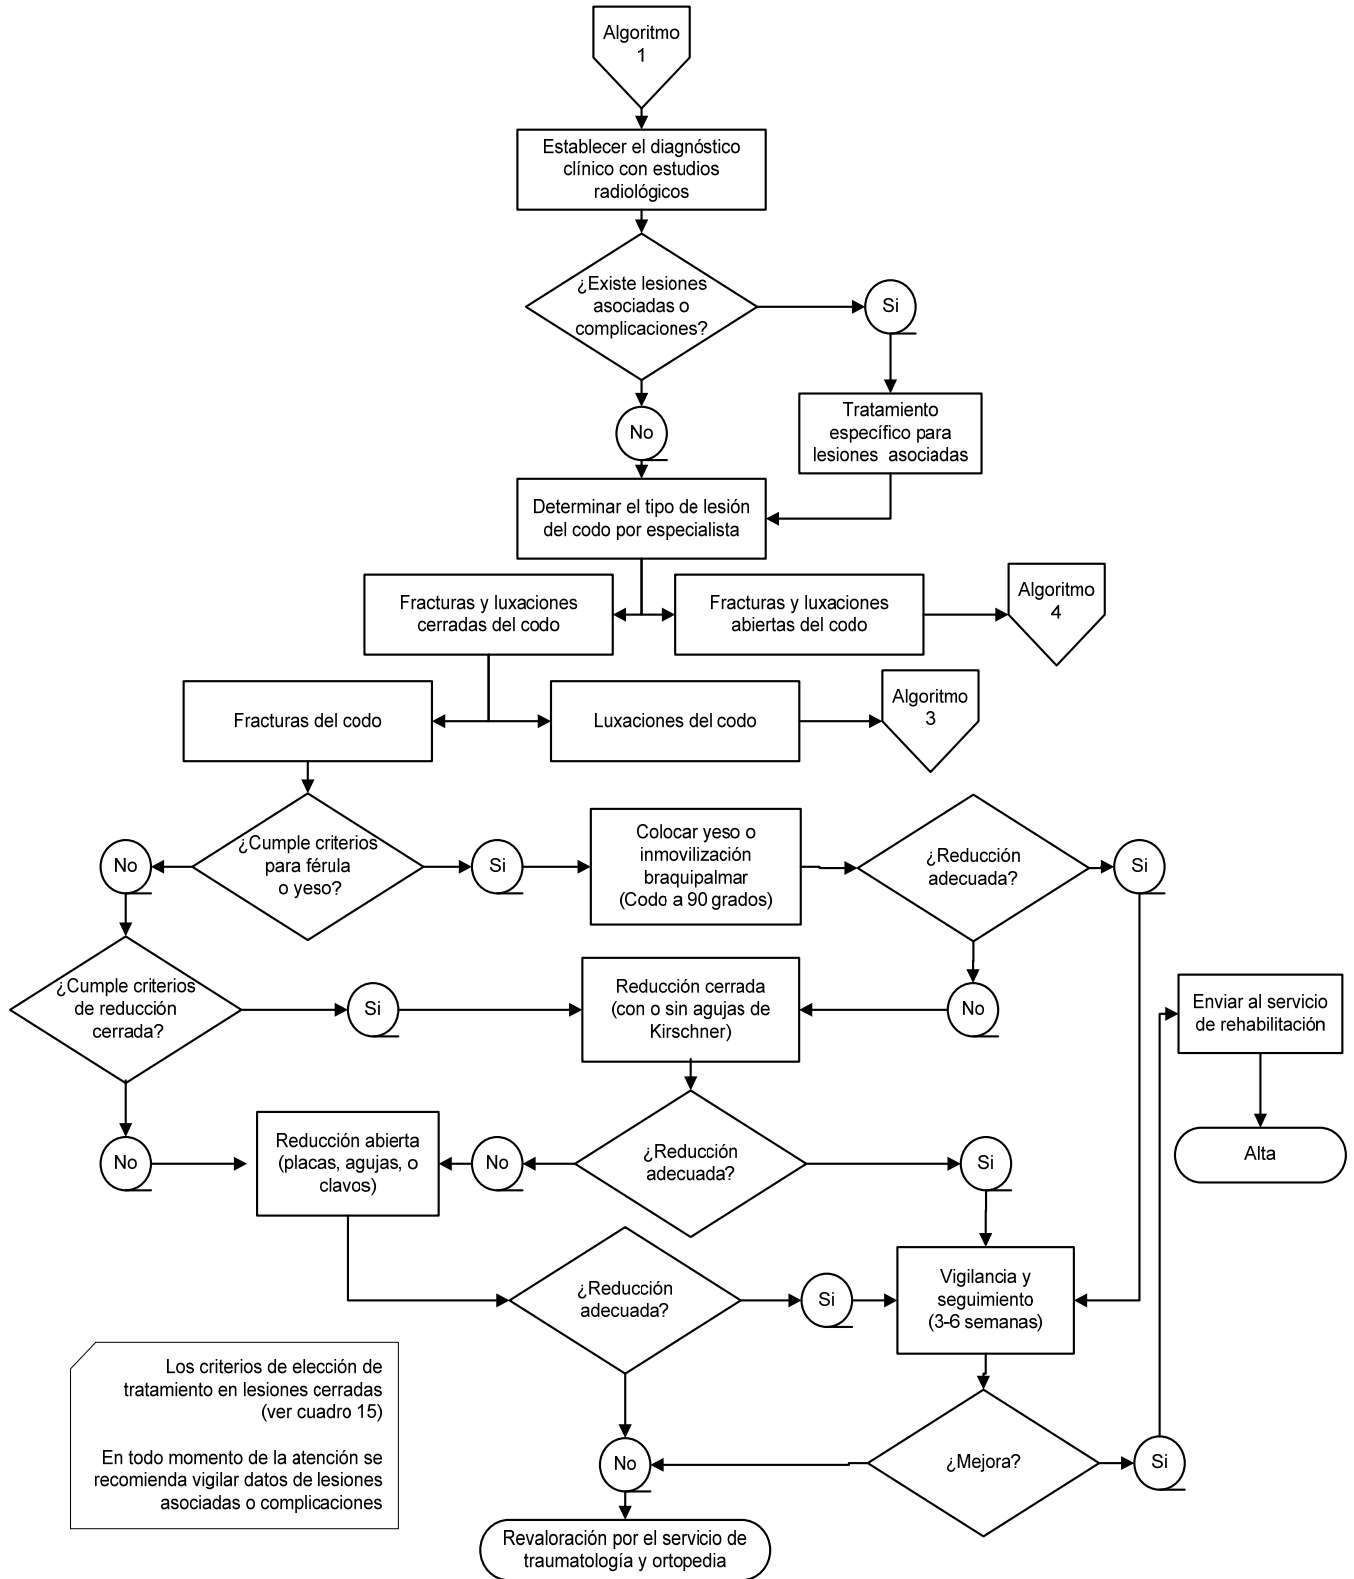 Algoritmo
1
Establecer el diagnóstico
clínico con estudios
radiológicos
¿Existe lesiones
asociadas o
complicaciones?
Si
No
Tratamiento
específico para
lesiones asociadas
Determinar el tipo de lesión
del codo por especialista
Fracturas y luxaciones
cerradas del codo
Fracturas y luxaciones
abiertas del codo
Algoritmo
4
Fracturas del codo
Luxaciones del codo
Algoritmo
3
¿Cumple criterios
para férula
o yeso?
No
Si
Colocar yeso o
inmovilización
braquipalmar
(Codo a 90 grados)
¿Reducción
adecuada?
Si
¿Cumple criterios
de reducción
cerrada?
Si
Reducción cerrada
(con o sin agujas de
Kirschner)
No
Enviar al servicio
de rehabilitación
No
Reducción abierta
(placas, agujas, o
clavos)
No
¿Reducción
adecuada?
Si
Alta
¿Reducción
adecuada?
Si
Vigilancia y
seguimiento
(3-6 semanas)
Los criterios de elección de
tratamiento en lesiones cerradas
(ver cuadro 15)
En todo momento de la atención se
recomienda vigilar datos de lesiones
asociadas o complicaciones
No
¿Mejora?
Si
Revaloración por el servicio de
traumatología y ortopedia